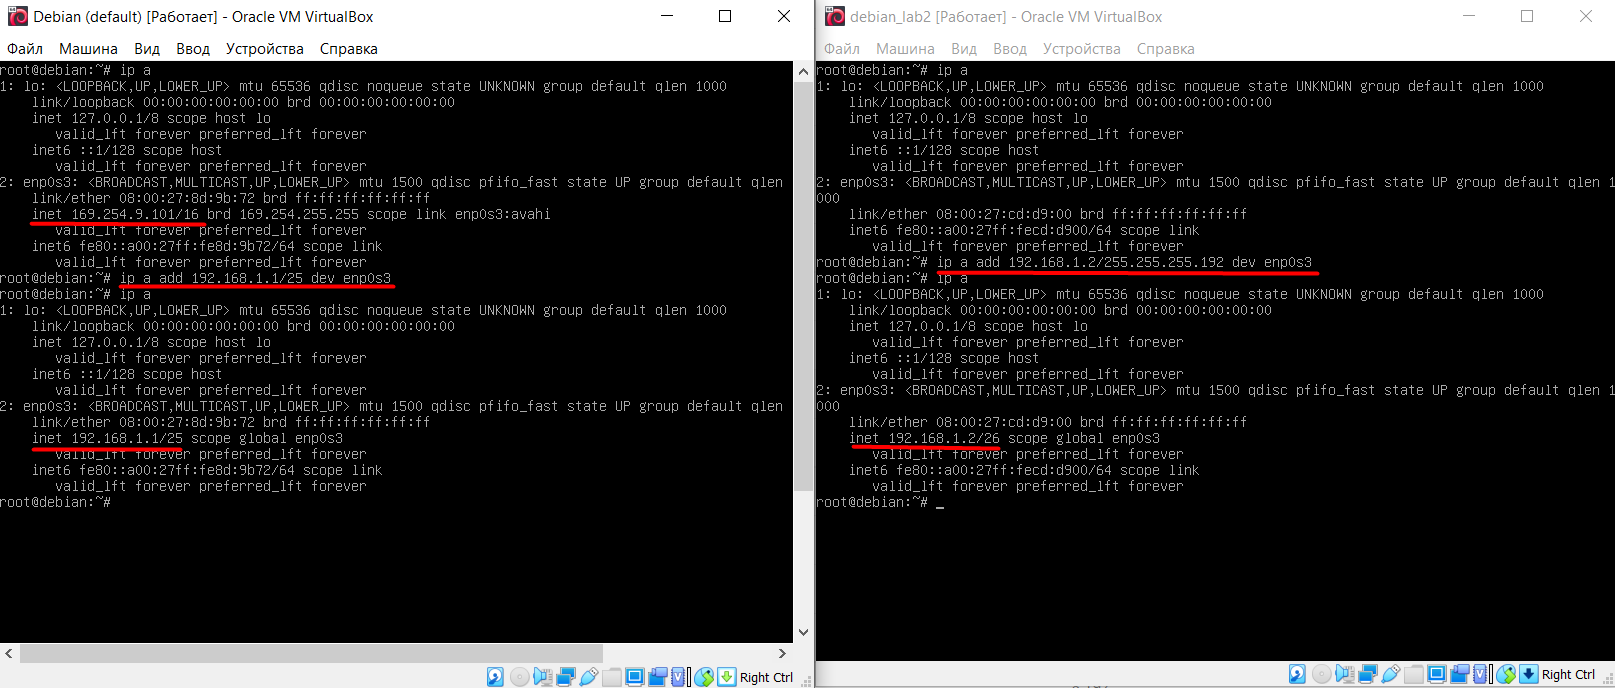 Debian (default) [Работает] - Oracle VM VirtualBox
Файл Машина Вид Ввод Устройства Справка
root@debian:~# ip a
1: lo: <LOOPBACK,UP,LOWER_UP> mtu 65536 qdisc noqueue state UNKNOWN group default qlen 1000
link/loopback 00:00:00:00:00:00 brd 00:00:00:00:00:00
inet 127.0.0.1/8 scope host lo
valid_lft forever preferred_lft forever
inet6 ::1/128 scope host
valid_lft forever preferred_lft forever
2: enp0s3: <BROADCAST,MULTICAST,UP,LOWER_UP> mtu 1500 qdisc pfifo_fast state UP group default qlen
link/ether 08:00:27:8d:9b:72 brd ff:ff:ff:ff:ff:ff
inet 169.254.9.101/16 brd 169.254.255.255 scope link enp0s3:avahi
valid_lft forever preferred_lft forever
inet6 fe80::a00:27ff:fe8d:9b72/64 scope link
valid_lft forever preferred_lft forever
root@debian:~# ip a add 192.168.1.1/25 dev enp0s3
root@debian:~# ip a
1: lo: <LOOPBACK,UP,LOWER_UP> mtu 65536 qdisc noqueue state UNKNOWN group default qlen 1000
link/loopback 00:00:00:00:00:00 brd 00:00:00:00:00:00
inet 127.0.0.1/8 scope host lo
valid_lft forever preferred_lft forever
inet6 ::1/128 scope host
valid_lft forever preferred_lft forever
2: enp0s3: <BROADCAST,MULTICAST,UP,LOWER_UP> mtu 1500 qdisc pfifo_fast state UP group default qlen
link/ether 08:00:27:8d:9b:72 brd ff:ff:ff:ff:ff:ff
inet 192.168.1.1/25 scope global enp0s3
valid_lft forever preferred_lft forever
inet6 fe80::a00:27ff:fe8d:9b72/64 scope link
valid_lft forever preferred_lft forever
root@debian:~#
Right Ctrl
debian_lab2 [Работает] - Oracle VM VirtualBox
Файл Машина Вид Ввод Устройства Справка
root@debian:~# ip a
1: lo: <LOOPBACK,UP,LOWER_UP> mtu 65536 qdisc noqueue state UNKNOWN group default qlen 1000
link/loopback 00:00:00:00:00:00 brd 00:00:00:00:00:00
inet 127.0.0.1/8 scope host lo
valid_lft forever preferred_lft forever
inet6 ::1/128 scope host
valid_lft forever preferred_lft forever
2: enp0s3: <BROADCAST,MULTICAST,UP,LOWER_UP> mtu 1500 qdisc pfifo_fast state UP group default qlen 1
000
link/ether 08:00:27:cd:d9:00 brd ff:ff:ff:ff:ff:ff
inet6 fe80::a00:27ff:fecd:d900/64 scope link
valid_lft forever preferred_lft forever
root@debian:~# ip a add 192.168.1.2/255.255.255.192 dev enp0s3
root@debian:~# ip a
1: lo: <LOOPBACK,UP,LOWER_UP> mtu 65536 qdisc noqueue state UNKNOWN group default qlen 1000
link/loopback 00:00:00:00:00:00 brd 00:00:00:00:00:00
inet 127.0.0.1/8 scope host lo
valid_lft forever preferred_lft forever
inet6 ::1/128 scope host
valid_lft forever preferred_lft forever
2: enp0s3: <BROADCAST,MULTICAST,UP,LOWER_UP> mtu 1500 qdisc pfifo_fast state UP group default qlen 1
000
link/ether 08:00:27:cd:d9:00 brd ff:ff:ff:ff:ff:ff
inet 192.168.1.2/26 scope global enp0s3
valid_lft forever preferred_lft forever
inet6 fe80::a00:27ff:fecd:d900/64 scope link
valid_lft forever preferred_lft forever
root@debian:~# _
Right Ctrl